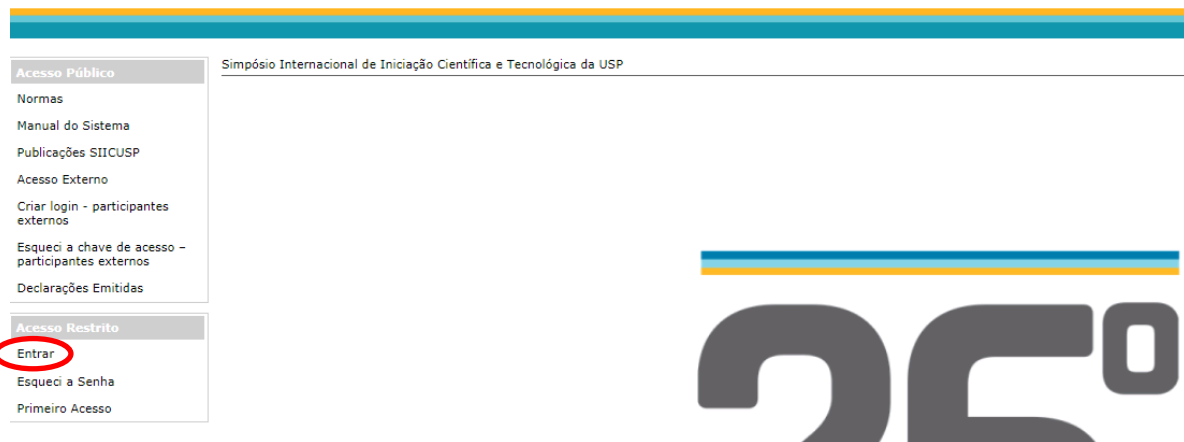 Simpósio Internacional de Iniciação Científica e Tecnológica da USP
Acesso Público
Normas
Manual do Sistema
Publicações SIICUSP
Acesso Externo
Criar login - participantes
externos
Esqueci a chave de acesso –
participantes externos
Declarações Emitidas
Acesso Restrito
Entrar
Esqueci a Senha
Primeiro Acesso